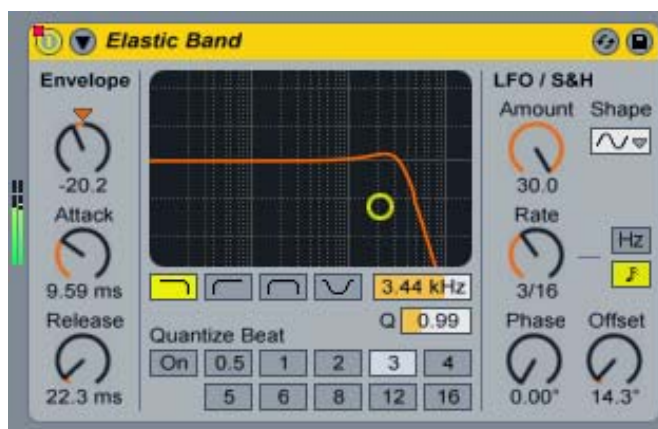 Elastic Band
Envelope
-20.2
Attack
9.59 ms
Release
22.3 ms
3.44 kHz
Q 0.99
Quantize Beat
On 0.5 1 2 3 4
5 6 8 12 16
LFO / S&H
Amount Shape
30.0
Rate
Hz
3/16
Phase Offset
0.00° 14.3°